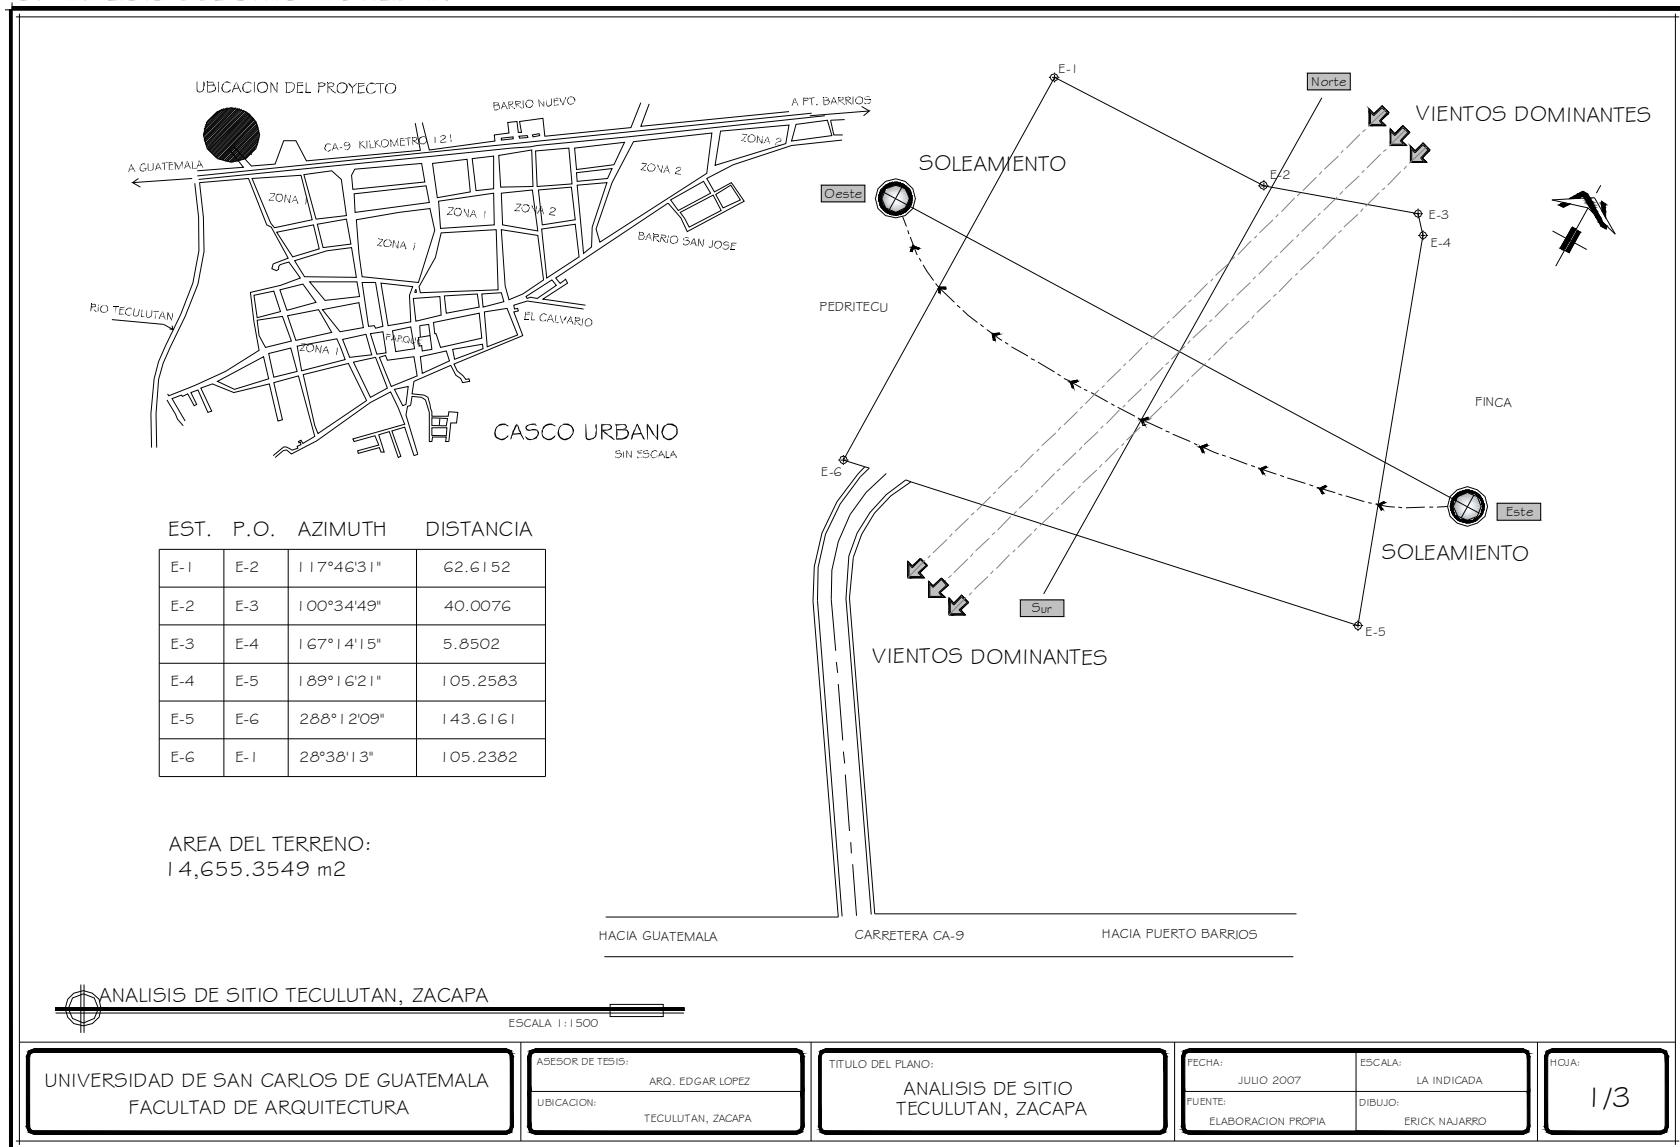 UBICACION DEL PROYECTO
BARRIO NUEVO
A PT. BARRIOS
CA-9 KILKOMETRO 121
A GUATEMALA
ZONA 1
ZONA 1
ZONA 2
ZONA 2
ZONA 2
ZONA 1
BARRIO SAN JOSE
RIO TECULUTAN
EL CALVARIO
ZONA 1
PARQUE
CASCO URBANO
SIN ESCALA
E-1
Norte
VIENTOS DOMINANTES
SOLEAMIENTO
Oeste
E-2
E-3
E-4
PEDRITECU
FINCA
E-6
Este
SOLEAMIENTO
Sur
E-5
VIENTOS DOMINANTES
EST. P.O. AZIMUTH DISTANCIA
E-1 E-2 117°46'31" 62.6152
E-2 E-3 100°34'49" 40.0076
E-3 E-4 167°14'15" 5.8502
E-4 E-5 189°16'21" 105.2583
E-5 E-6 288°12'09" 143.6161
E-6 E-1 28°38'13" 105.2382
AREA DEL TERRENO:
14,655.3549 m2
HACIA GUATEMALA
CARRETERA CA-9
HACIA PUERTO BARRIOS
ANALISIS DE SITIO TECULUTAN, ZACAPA
ESCALA 1:1500
UNIVERSIDAD DE SAN CARLOS DE GUATEMALA
FACULTAD DE ARQUITECTURA
ASESOR DE TESIS:
ARQ. EDGAR LOPEZ
UBICACION:
TECULUTAN, ZACAPA
TITULO DEL PLANO:
ANALISIS DE SITIO
TECULUTAN, ZACAPA
FECHA:
JULIO 2007
FUENTE:
ELABORACION PROPIA
ESCALA:
LA INDICADA
DIBUJO:
ERICK NAJARRO
HOJA:
1/3